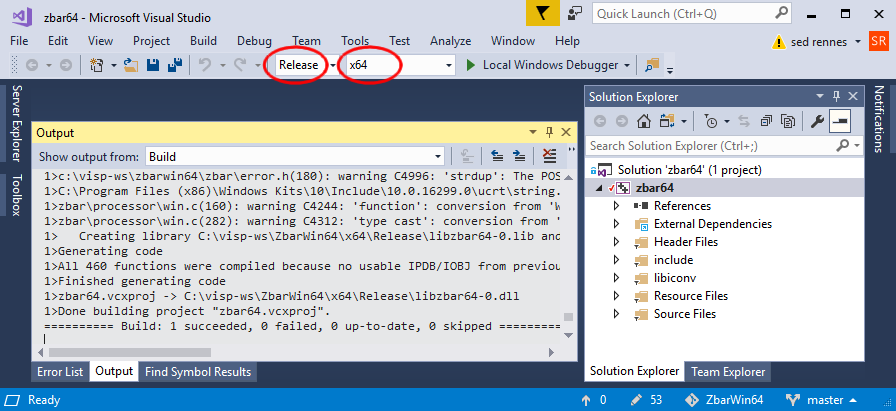 zbar64 - Microsoft Visual Studio
Quick Launch (Ctrl+Q)
File Edit View Project Build Debug Team Tools Test Analyze Window Help
sed rennes SR
Release x64 Local Windows Debugger
Server Explorer
Toolbox
Output
Show output from: Build
1>c:\visp-ws\zbarwin64\zbar\error.h(180): warning C4996: 'strdup': The POS
1>C:\Program Files (x86)\Windows Kits\10\Include\10.0.16299.0\ucrt\string.
1>zbar\processor\win.c(160): warning C4244: 'function': conversion from 'W
1>zbar\processor\win.c(282): warning C4312: 'type cast': conversion from '
1> Creating library C:\visp-ws\ZbarWin64\x64\Release\libzbar64-0.lib and
1>Generating code
1>All 460 functions were compiled because no usable IPDB/IOBJ from previou
1>Finished generating code
1>zbar64.vcxproj -> C:\visp-ws\ZbarWin64\x64\Release\libzbar64-0.dll
1>Done building project "zbar64.vcxproj".
========== Build: 1 succeeded, 0 failed, 0 up-to-date, 0 skipped ==========
Error List Output Find Symbol Results
Solution Explorer
Search Solution Explorer (Ctrl+;)
Solution 'zbar64' (1 project)
zbar64
References
External Dependencies
Header Files
include
libiconv
Resource Files
Source Files
Solution Explorer Team Explorer
Notifications
Ready 0 53 ZbarWin64 master